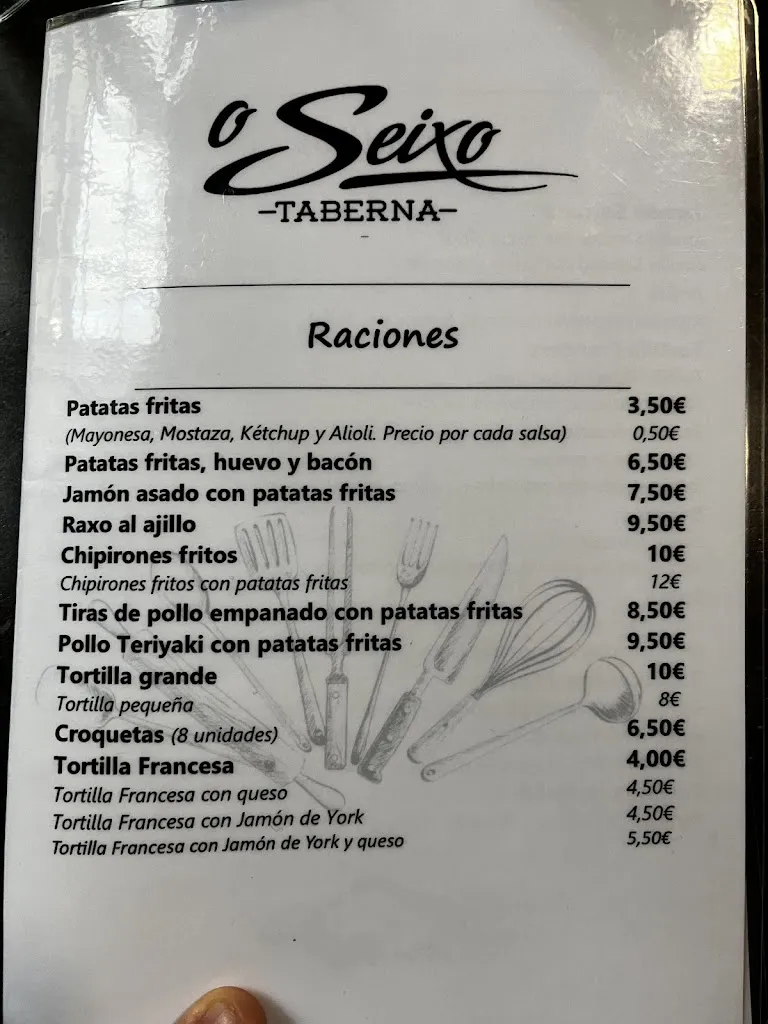 O Seixo
-TABERNA-
Raciones
Patatas fritas 3,50€
(Mayonesa, Mostaza, Kétchup y Alioli. Precio por cada salsa) 0,50€
Patatas fritas, huevo y bacón 6,50€
Jamón asado con patatas fritas 7,50€
Raxo al ajillo 9,50€
Chipirones fritos 10€
Chipirones fritos con patatas fritas 12€
Tiras de pollo empanado con patatas fritas 8,50€
Pollo Teriyaki con patatas fritas 9,50€
Tortilla grande 10€
Tortilla pequeña 8€
Croquetas (8 unidades) 6,50€
Tortilla Francesa 4,00€
Tortilla Francesa con queso 4,50€
Tortilla Francesa con Jamón de York 4,50€
Tortilla Francesa con Jamón de York y queso 5,50€